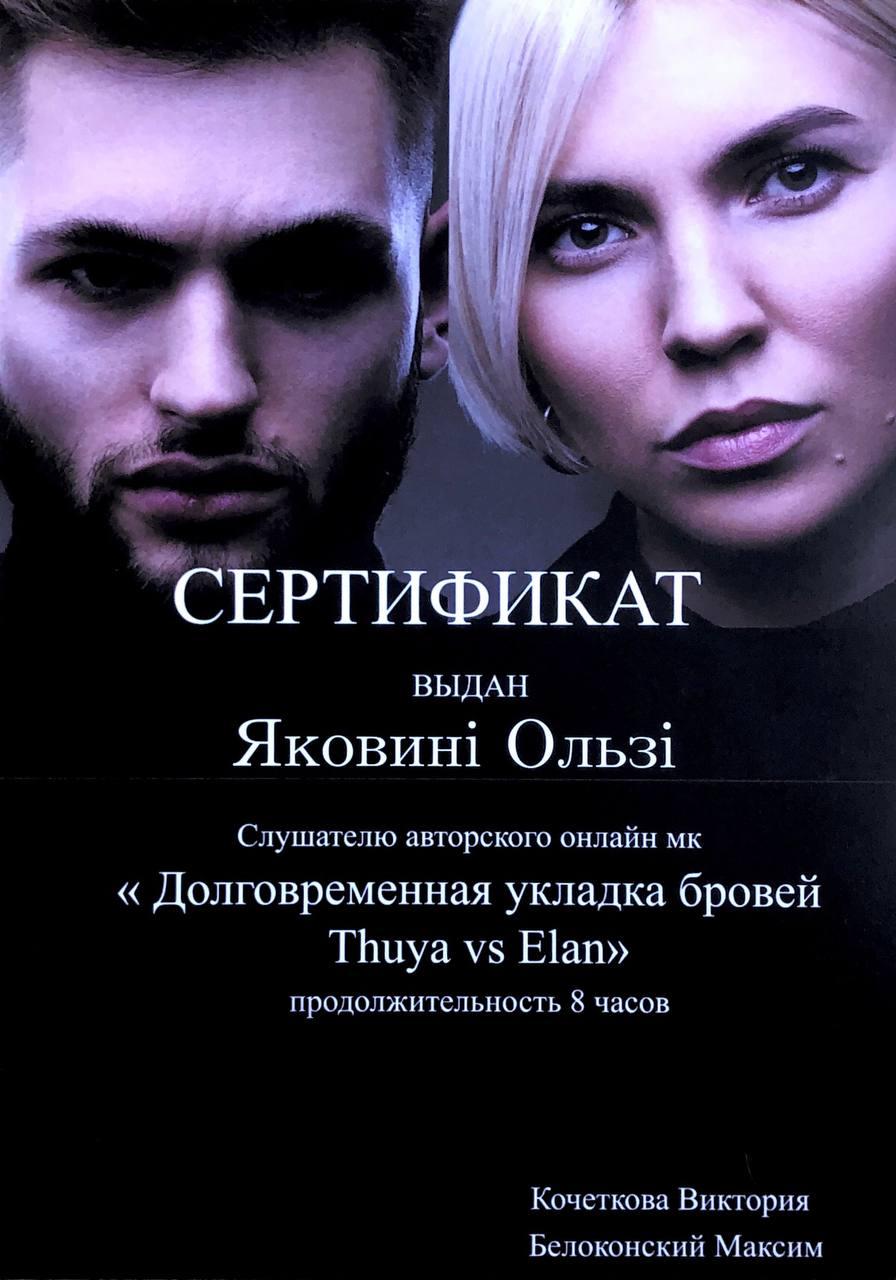 СЕРТИФИКАТ
ВЫДАН
Яковині Ользі
Слушателю авторского онлайн мк
« Долговременная укладка бровей
Thuya vs Elan»
продолжительность 8 часов
Кочеткова Виктория
Белоконский Максим